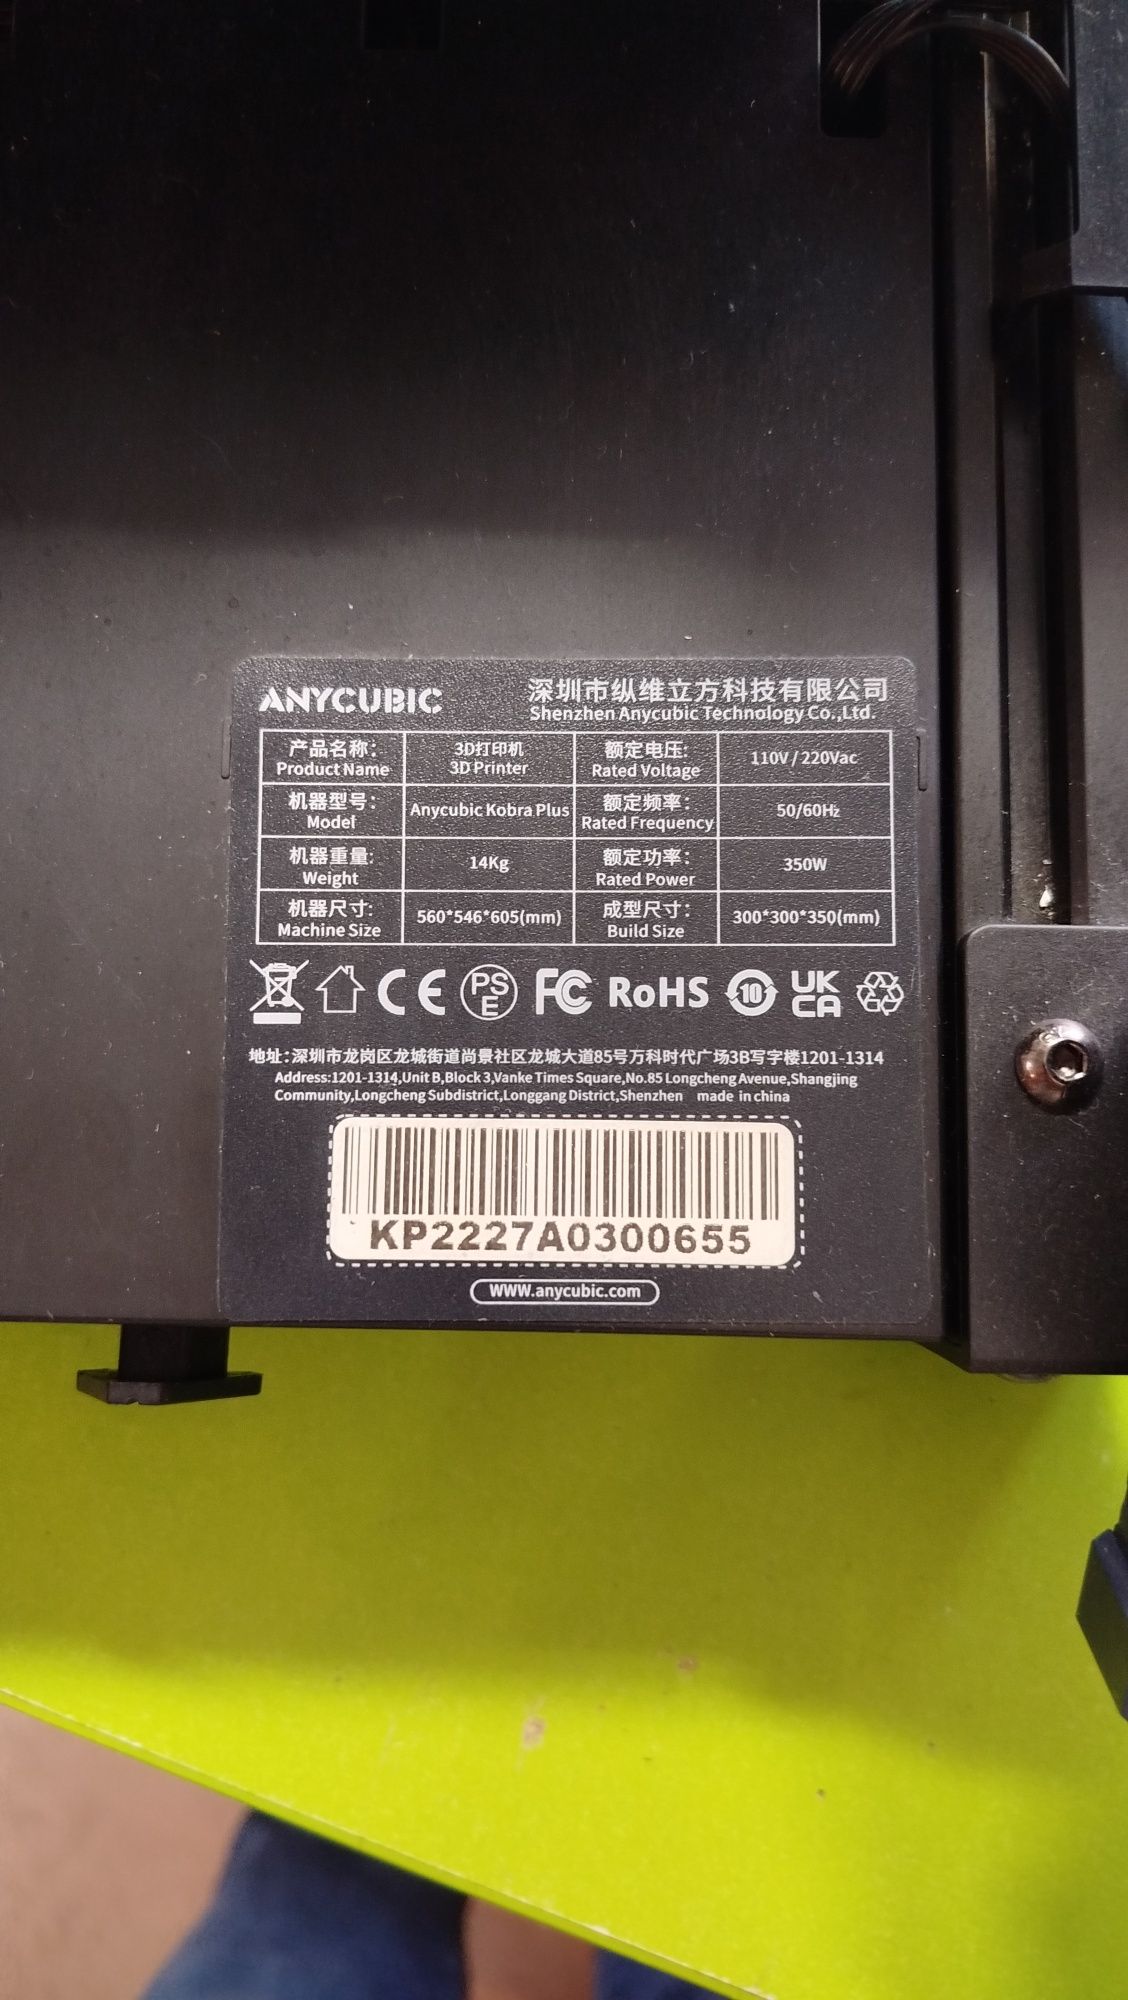 ANYCUBIC
深圳市纵维立方科技有限公司
Shenzhen Anycubic Technology Co.,Ltd.
产品名称：
Product Name
3D打印机
3D Printer
额定电压:
Rated Voltage
110V / 220Vac
机器型号：
Model
Anycubic Kobra Plus
额定频率：
Rated Frequency
50/60Hz
机器重量:
Weight
14Kg
额定功率：
Rated Power
350W
机器尺寸:
Machine Size
560*546*605(mm)
成型尺寸：
Build Size
300*300*350(mm)
CE PSE FC RoHS 10 UKCA
地址：深圳市龙岗区龙城街道尚景社区龙城大道85号万科时代广场3B写字楼1201-1314
Address:1201-1314,Unit B,Block 3,Vanke Times Square,No.85 Longcheng Avenue,Shangjing
Community,Longcheng Subdistrict,Longgang District,Shenzhen made in china
KP2227A0300655
WWW.anycubic.com